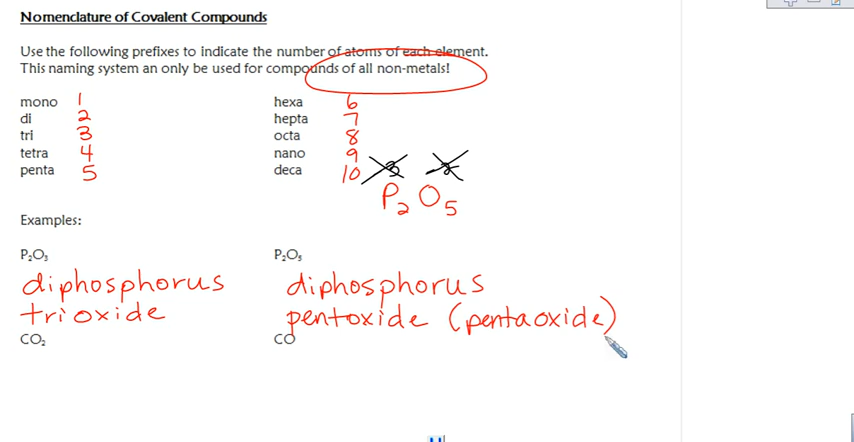 Nomenclature of Covalent Compounds
Use the following prefixes to indicate the number of atoms of each element.
This naming system an only be used for compounds of all non-metals!
mono 1
di 2
tri 3
tetra 4
penta 5
hexa 6
hepta 7
octa 8
nano 9
deca 10
P₂O₅
Examples:
P₂O₃
diphosphorus
trioxide
CO₂
P₂O₅
diphosphorus
pentoxide (pentaoxide)
CO